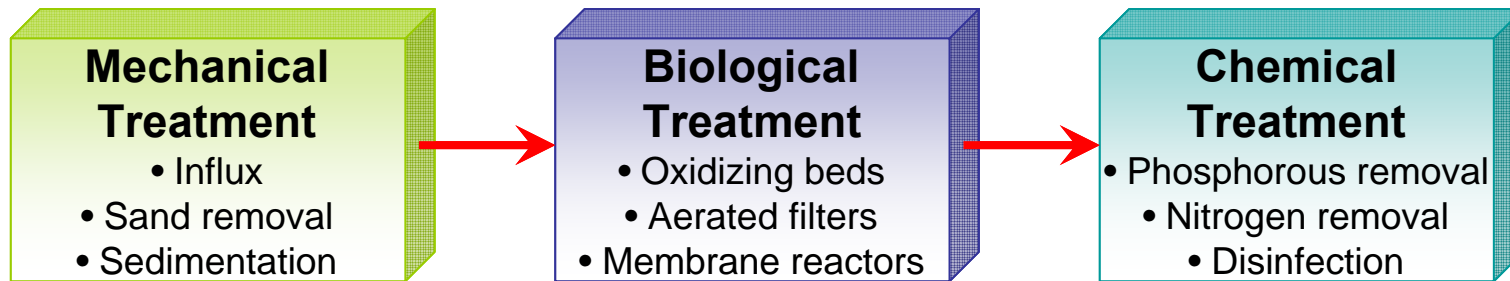 Mechanical
Treatment
• Influx
• Sand removal
• Sedimentation
Biological
Treatment
• Oxidizing beds
• Aerated filters
• Membrane reactors
Chemical
Treatment
• Phosphorous removal
• Nitrogen removal
• Disinfection